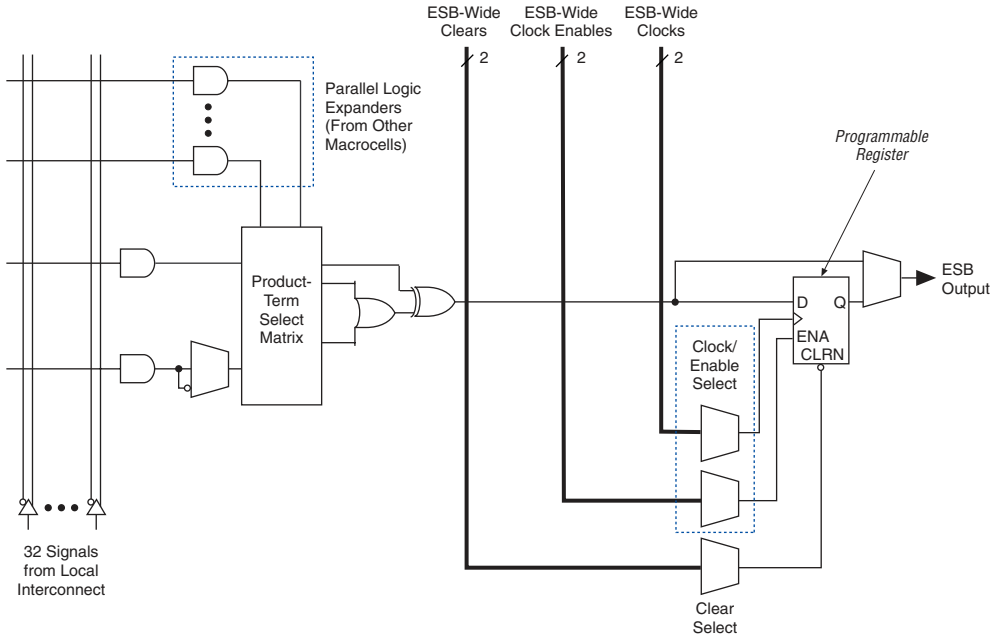 ESB-Wide
Clears
ESB-Wide
Clock Enables
ESB-Wide
Clocks
2
2
2
Parallel Logic
Expanders
(From Other
Macrocells)
Programmable
Register
Product-
Term
Select
Matrix
ESB
Output
D
Q
ENA
CLRN
Clock/
Enable
Select
32 Signals
from Local
Interconnect
Clear
Select